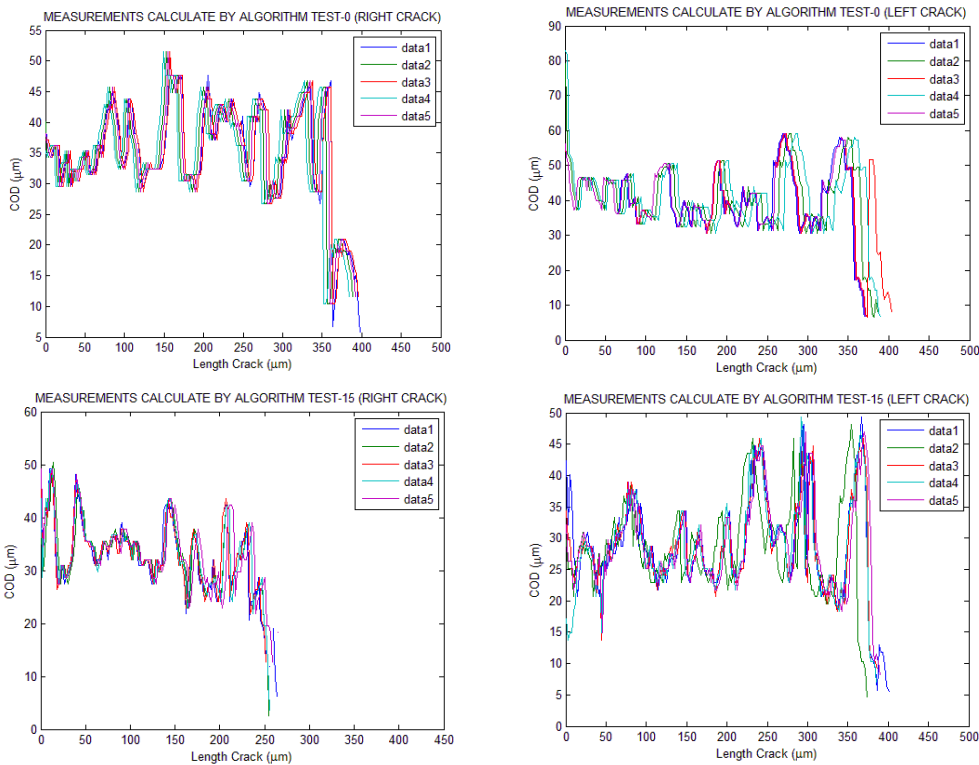 MEASUREMENTS CALCULATE BY ALGORITHM TEST-0 (RIGHT CRACK)
55
50
45
40
35
30
25
20
15
10
5
COD (μm)
0 50 100 150 200 250 300 350 400 450 500
Length Crack (μm)
data1
data2
data3
data4
data5
MEASUREMENTS CALCULATE BY ALGORITHM TEST-0 (LEFT CRACK)
90
80
70
60
50
40
30
20
10
0
COD (μm)
0 50 100 150 200 250 300 350 400 450 500
Length Crack (μm)
data1
data2
data3
data4
data5
MEASUREMENTS CALCULATE BY ALGORITHM TEST-15 (RIGHT CRACK)
60
50
40
30
20
10
0
COD (μm)
0 50 100 150 200 250 300 350 400 450
Length Crack (μm)
data1
data2
data3
data4
data5
MEASUREMENTS CALCULATE BY ALGORITHM TEST-15 (LEFT CRACK)
50
45
40
35
30
25
20
15
10
5
0
COD (μm)
0 50 100 150 200 250 300 350 400 450 500
Length Crack (μm)
data1
data2
data3
data4
data5